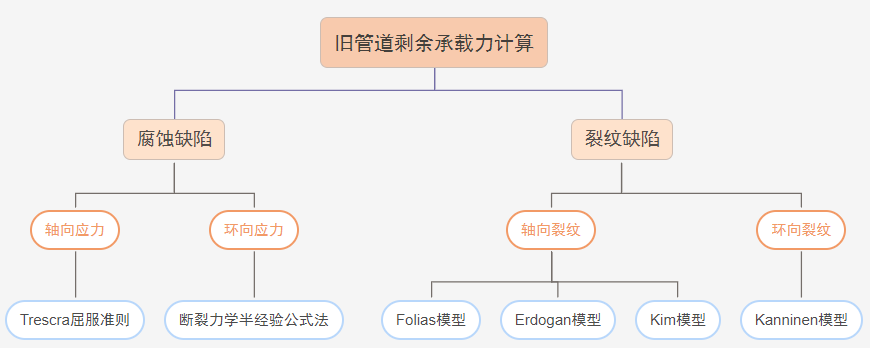 旧管道剩余承载力计算
腐蚀缺陷
裂纹缺陷
轴向应力
环向应力
轴向裂纹
环向裂纹
Trescra屈服准则
断裂力学半经验公式法
Folias模型
Erdogan模型
Kim模型
Kanninen模型